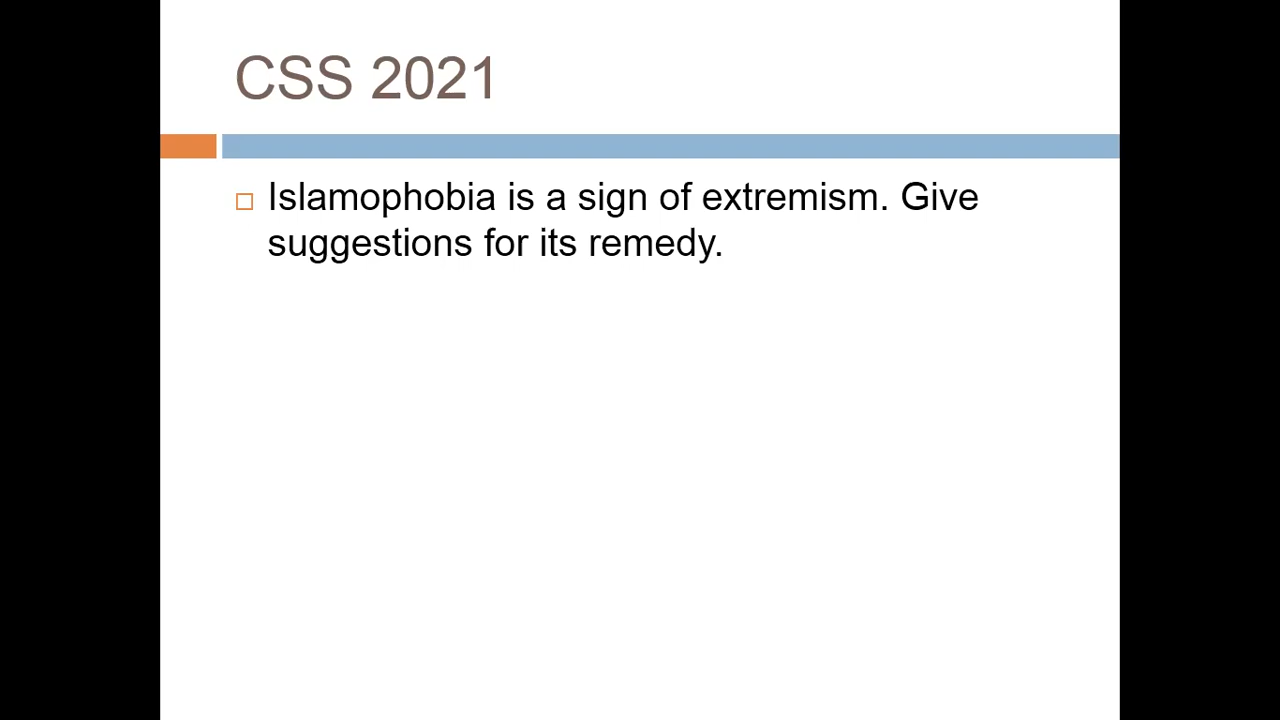 CSS 2021
Islamophobia is a sign of extremism. Give
suggestions for its remedy.